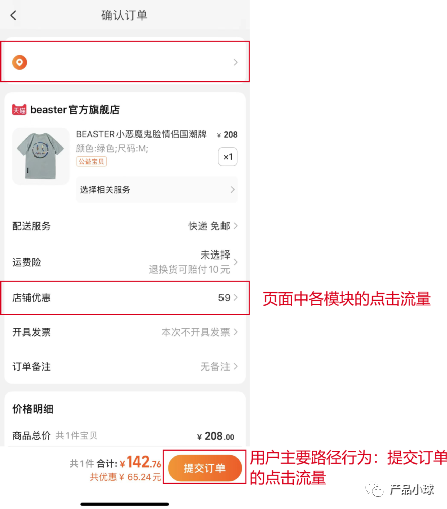 确认订单
天猫 beaster官方旗舰店
BEASTER小恶魔鬼脸情侣国潮牌 ¥ 208
颜色:绿色;尺码:M;
×1
公益宝贝
选择相关服务
配送服务 快递 免邮
运费险 未选择
退换货可赔付10元
店铺优惠 59
页面中各模块的点击流量
开具发票 本次不开具发票
订单备注 无备注
价格明细
商品总价 共1件宝贝 ¥ 208.00
共1件 合计: ¥142.76
共优惠 ¥ 65.24元
提交订单
用户主要路径行为：提交订单
的点击流量
产品小球